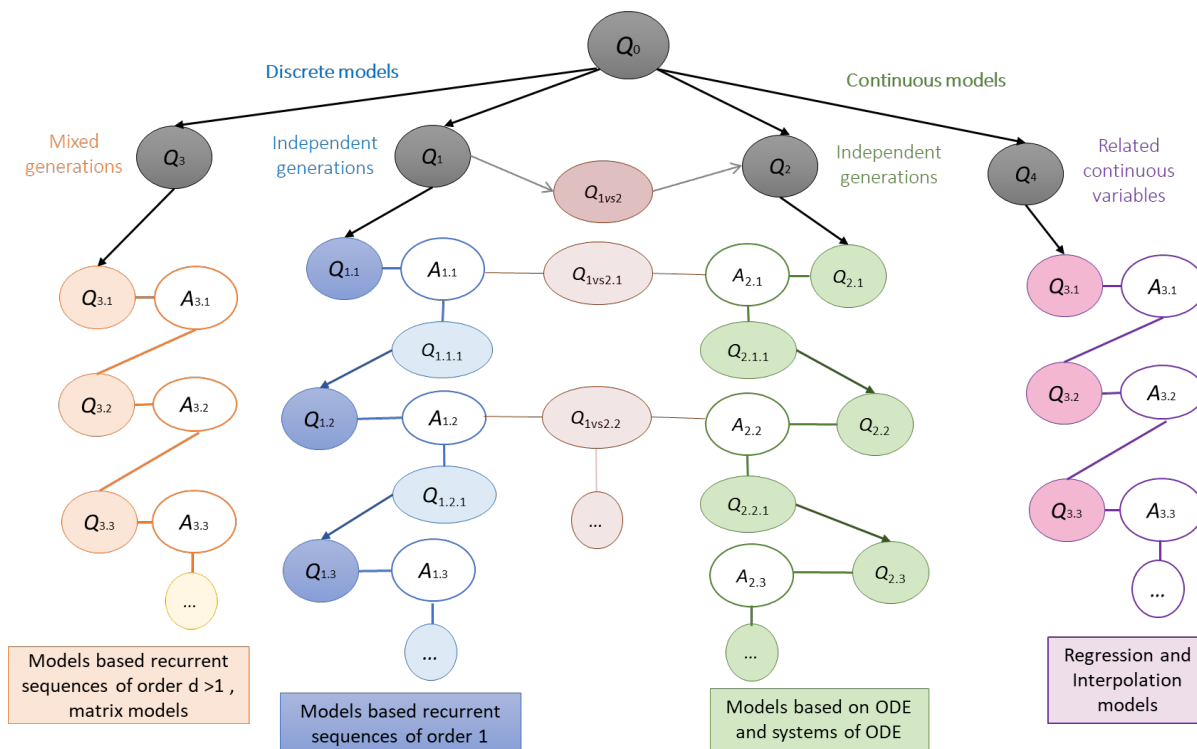 Q0
Discrete models
Continuous models
Mixed
generations
Q3
Independent
generations
Q1
Q1vs2
Q2
Independent
generations
Q4
Related
continuous
variables
Q1.1
A1.1
Q1vs2.1
A2.1
Q2.1
Q3.1
A3.1
Q3.1
A3.1
Q1.1.1
Q2.1.1
Q3.2
A3.2
Q1.2
A1.2
Q1vs2.2
A2.2
Q2.2
Q3.2
A3.2
Q1.2.1
Q2.2.1
Q3.3
A3.3
...
Q3.3
A3.3
Q1.3
A1.3
A2.3
Q2.3
...
...
...
...
Models based recurrent
sequences of order d >1 ,
matrix models
Models based recurrent
sequences of order 1
Models based on ODE
and systems of ODE
Regression and
Interpolation
models